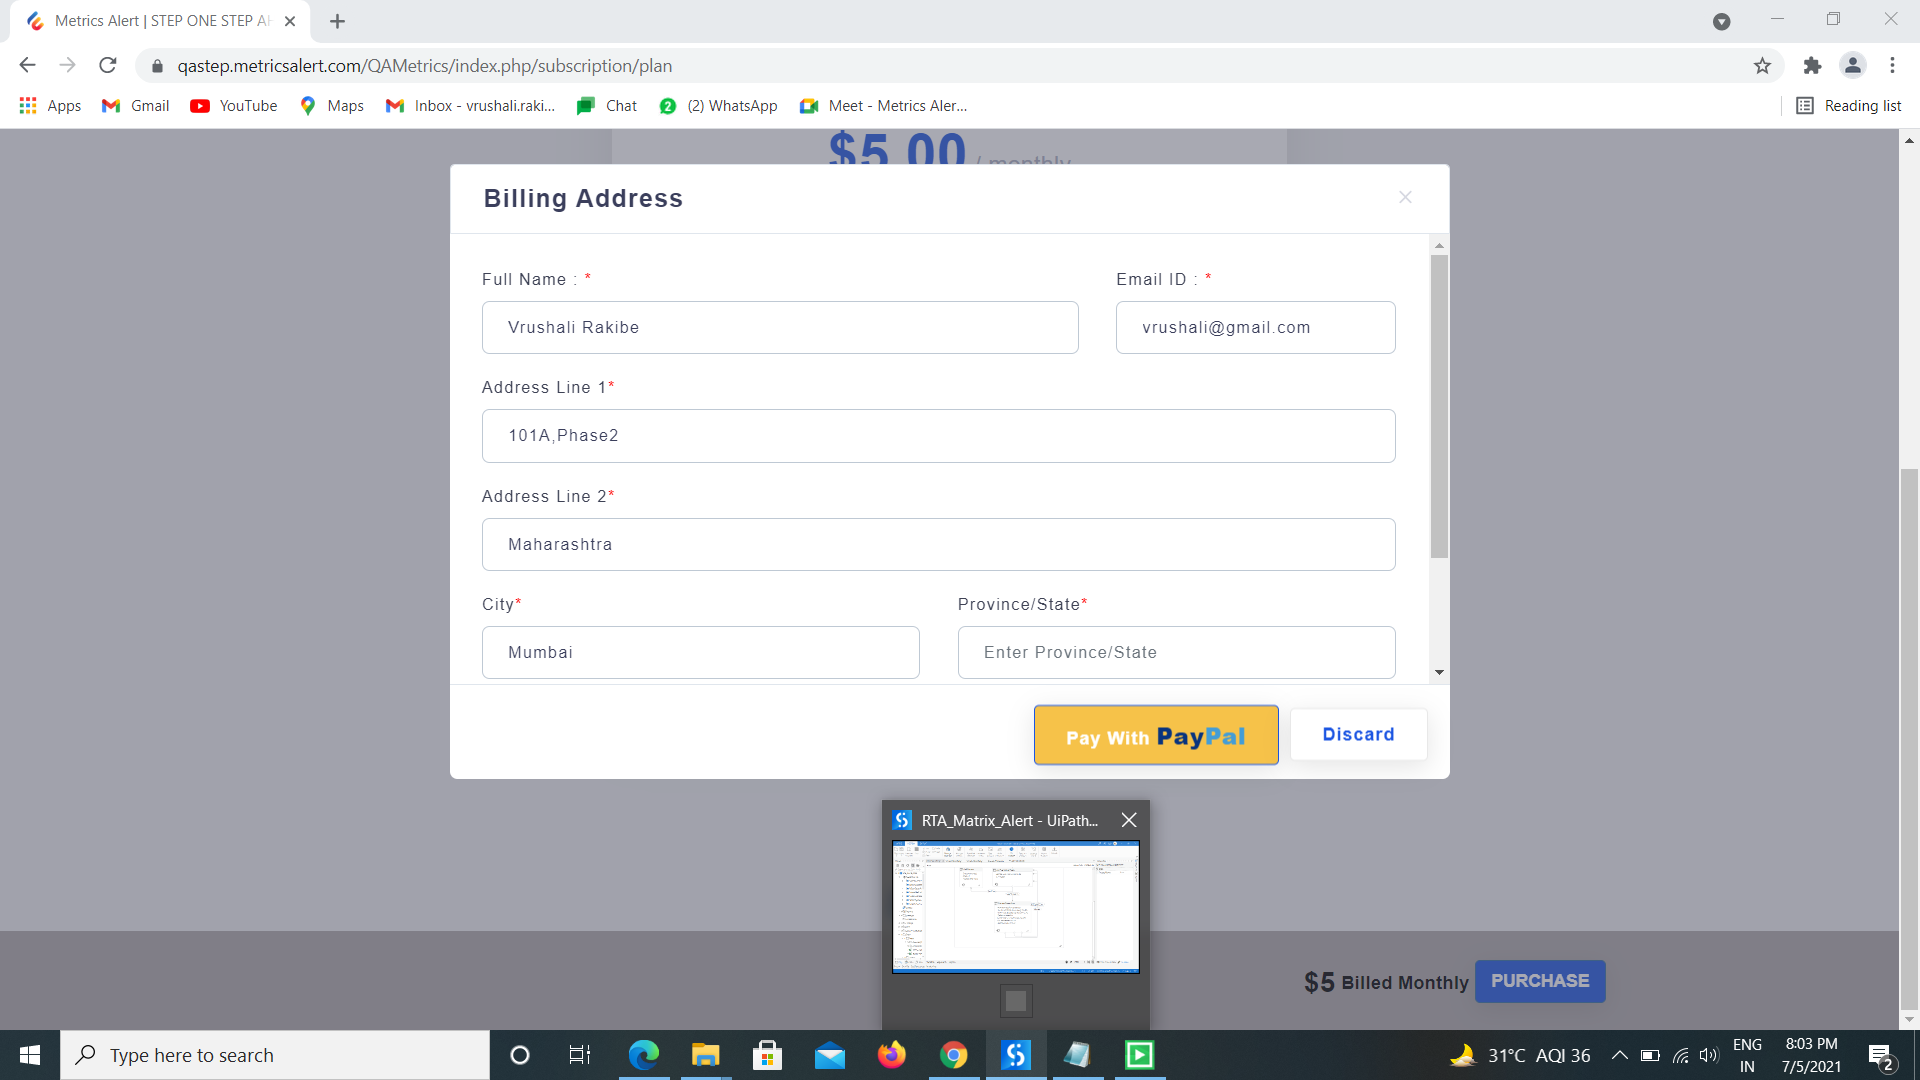 Metrics Alert | STEP ONE STEP AH
qastep.metricsalert.com/QAMetrics/index.php/subscription/plan
Apps
Gmail
YouTube
Maps
Inbox - vrushali.raki...
Chat
(2) WhatsApp
Meet - Metrics Aler...
Reading list
$5.00 / monthly
Billing Address
Full Name : *
Email ID : *
Vrushali Rakibe
vrushali@gmail.com
Address Line 1*
101A,Phase2
Address Line 2*
Maharashtra
City*
Province/State*
Mumbai
Enter Province/State
Pay With PayPal
Discard
RTA_Matrix_Alert - UiPath...
$5 Billed Monthly
PURCHASE
Type here to search
31°C AQI 36
ENG
IN
8:03 PM
7/5/2021
2